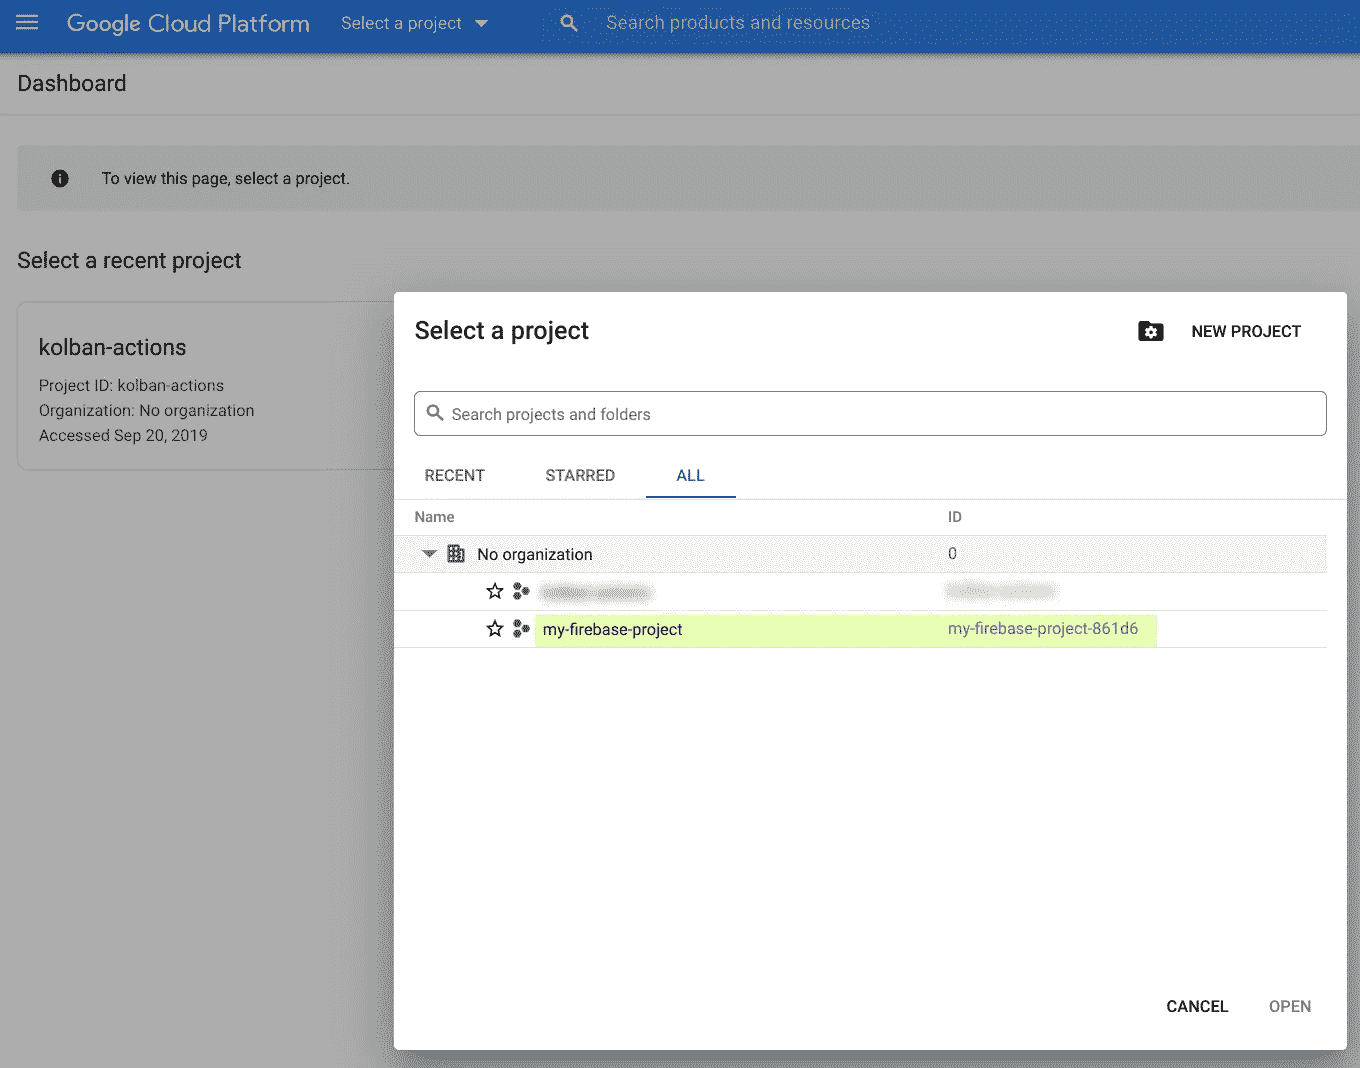 Google Cloud Platform Select a project Search products and resources
Dashboard
To view this page, select a project.
Select a recent project
kolban-actions
Project ID: kolban-actions
Organization: No organization
Accessed Sep 20, 2019
Select a project NEW PROJECT
Search projects and folders
RECENT STARRED ALL
Name ID
No organization 0
my-firebase-project my-firebase-project-861d6
CANCEL OPEN